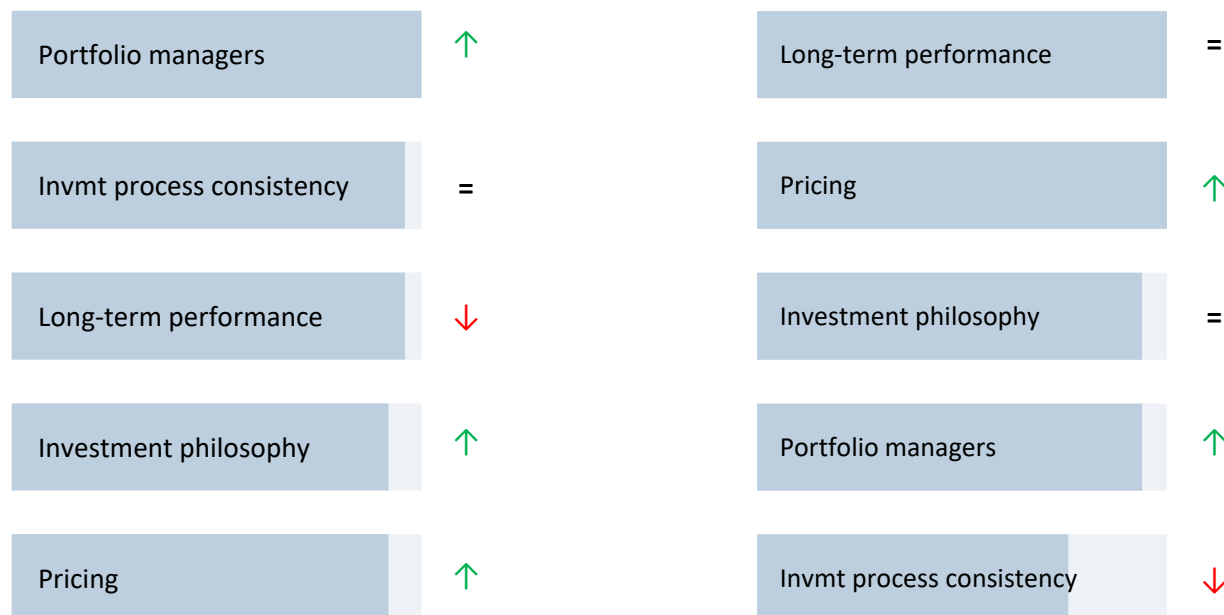 Portfolio managers ↑
Invmt process consistency =
Long-term performance ↓
Investment philosophy ↑
Pricing ↑
Long-term performance =
Pricing ↑
Investment philosophy =
Portfolio managers ↑
Invmt process consistency ↓